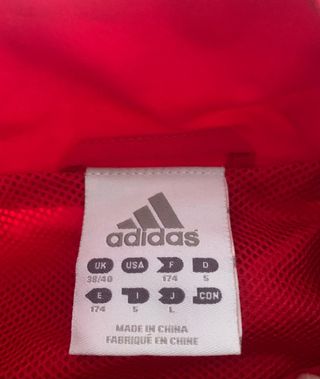 adidas
UK USA F D
38/40 174 5
E I J CDN
174 5 L
MADE IN CHINA
FABRIQUÉ EN CHINE